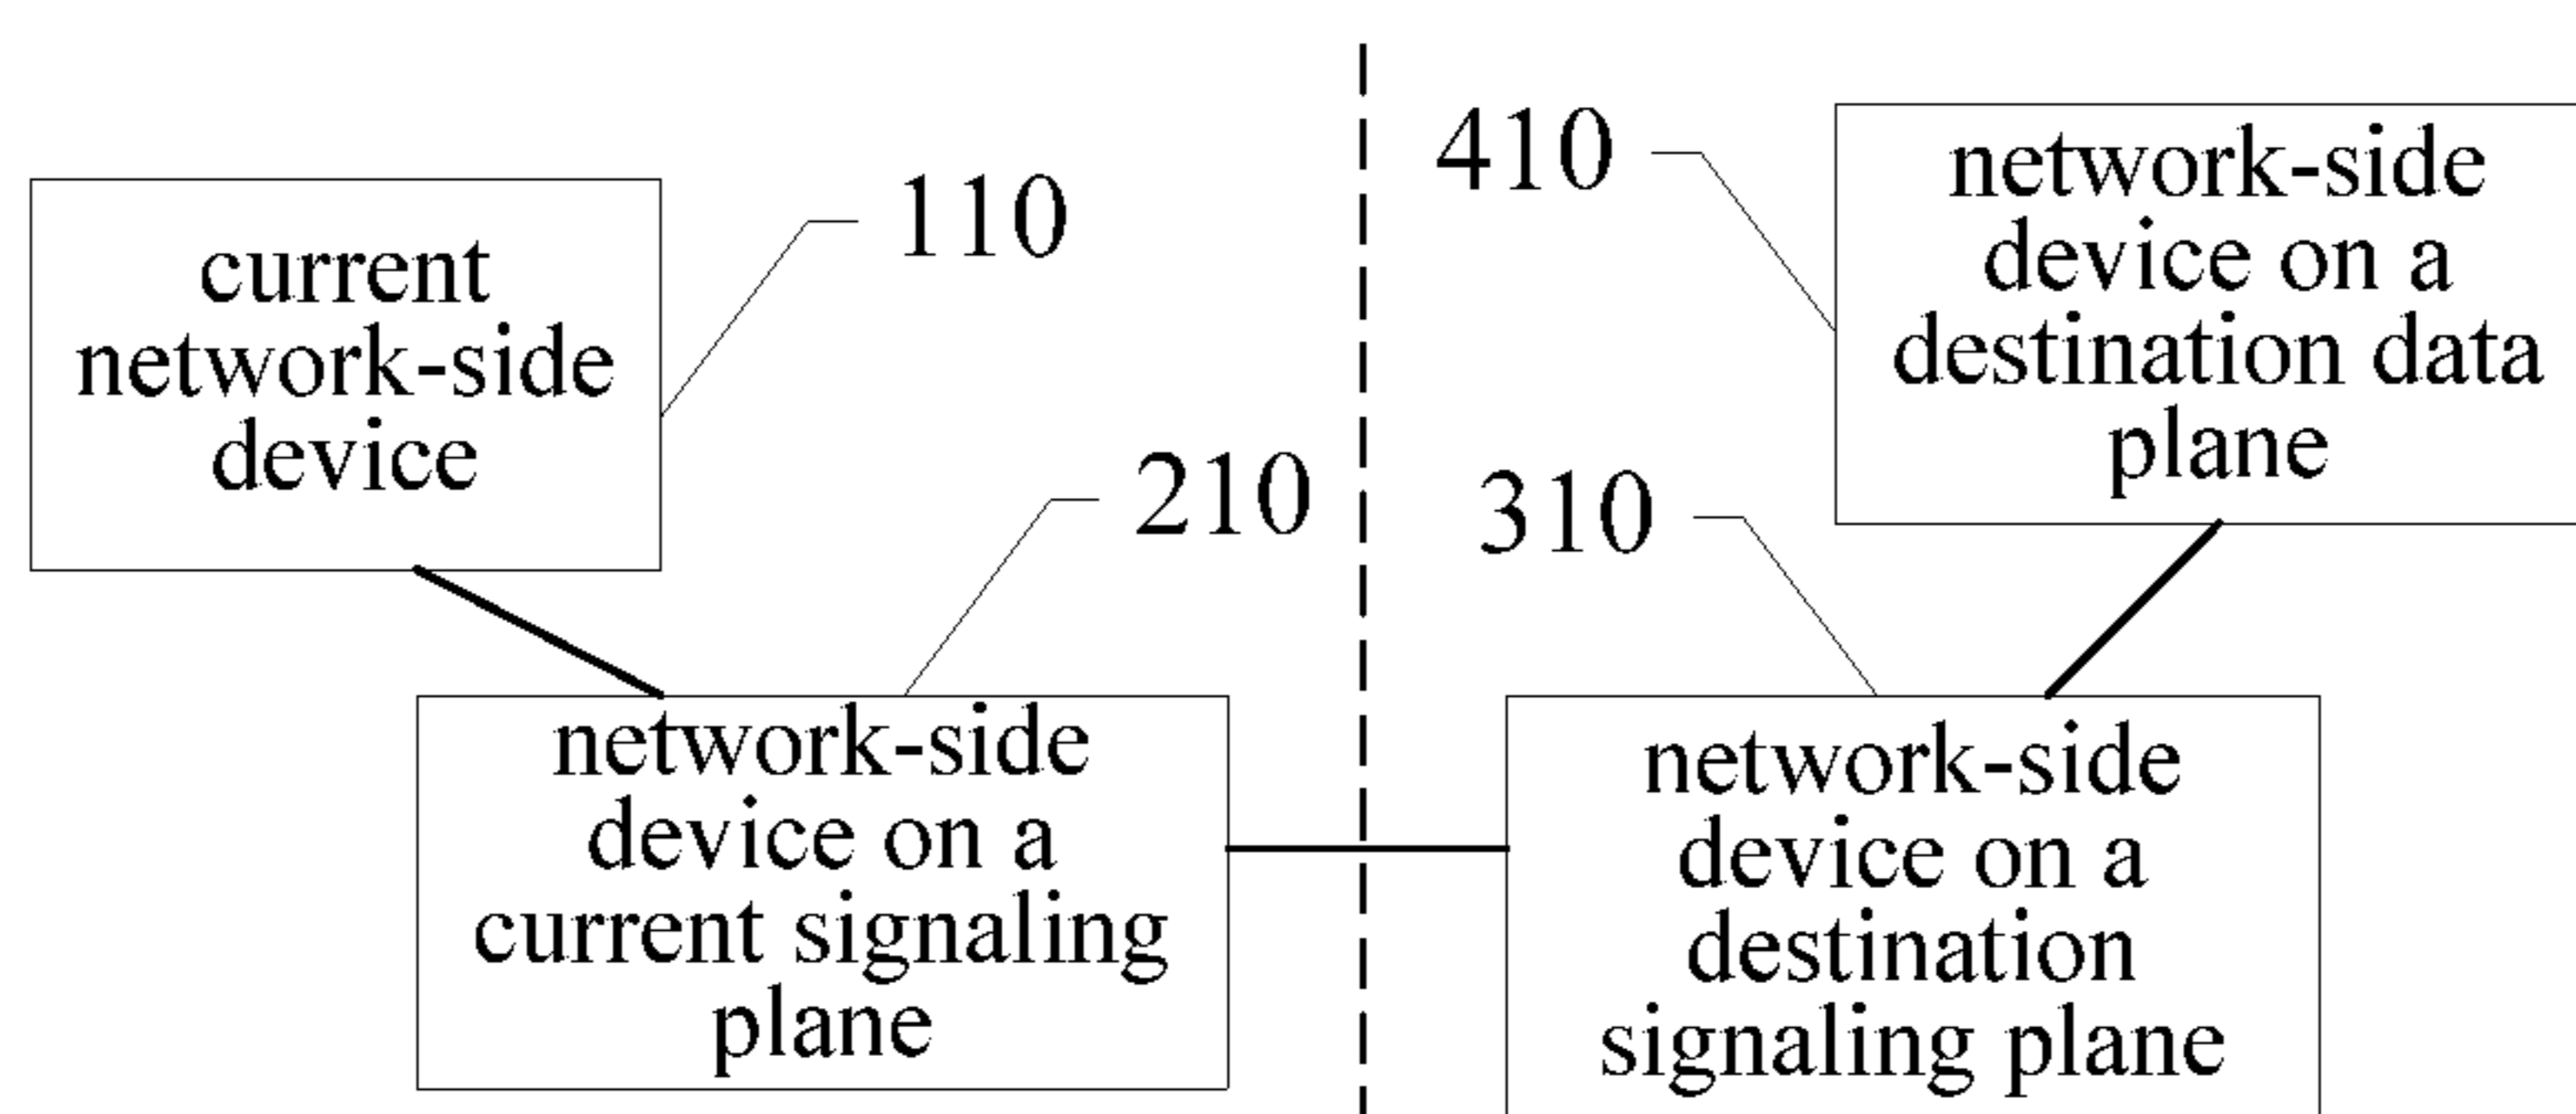 current
network-side
device
110
network-side
device on a
current signaling
plane
210
410
network-side
device on a
destination data
plane
310
network-side
device on a
destination
signaling plane